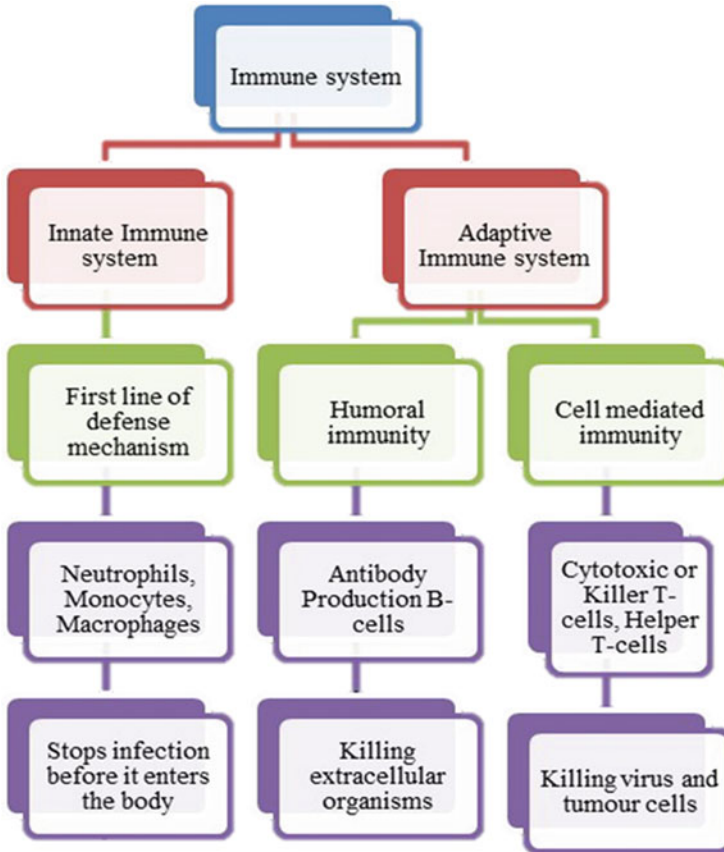 Immune system
Innate Immune
system
Adaptive
Immune system
First line of
defense
mechanism
Humoral
immunity
Cell mediated
immunity
Neutrophils,
Monocytes,
Macrophages
Antibody
Production B-
cells
Cytotoxic or
Killer T-
cells, Helper
T-cells
Stops infection
before it enters
the body
Killing
extracellular
organisms
Killing virus and
tumour cells